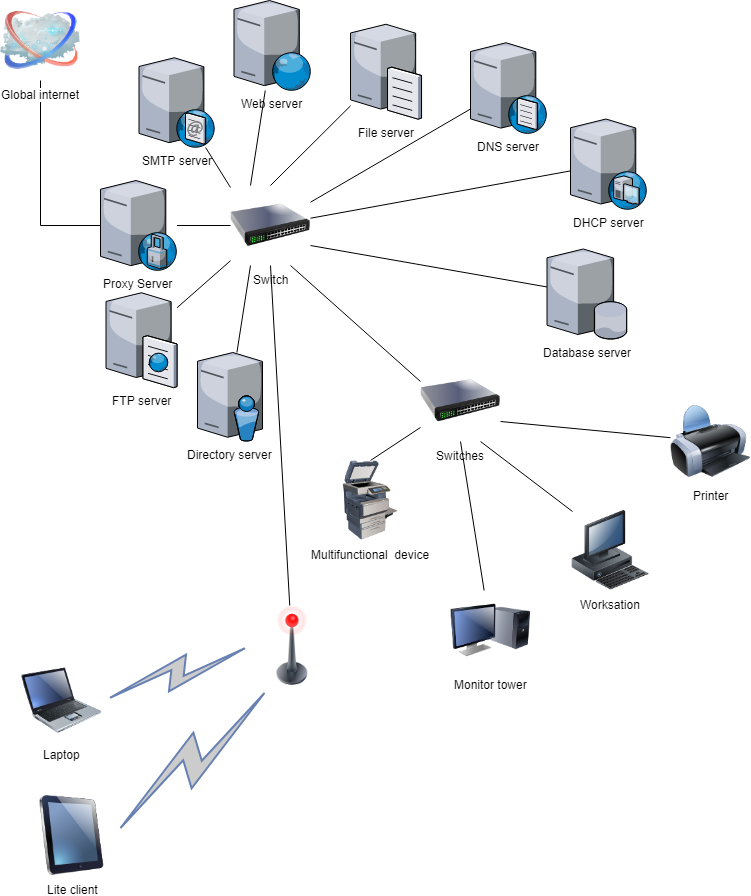 Global internet
Web server
File server
SMTP server
DNS server
DHCP server
Proxy Server
Switch
Database server
FTP server
Directory server
Switches
Printer
Multifunctional  device
Worksation
Monitor tower
Laptop
Lite client